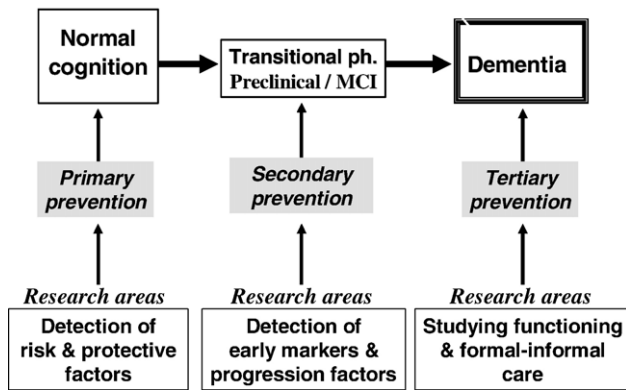 Normal
cognition
Transitional ph.
Preclinical / MCI
Dementia
Primary
prevention
Secondary
prevention
Tertiary
prevention
Research areas
Research areas
Research areas
Detection of
risk & protective
factors
Detection of
early markers &
progression factors
Studying functioning
& formal-informal
care